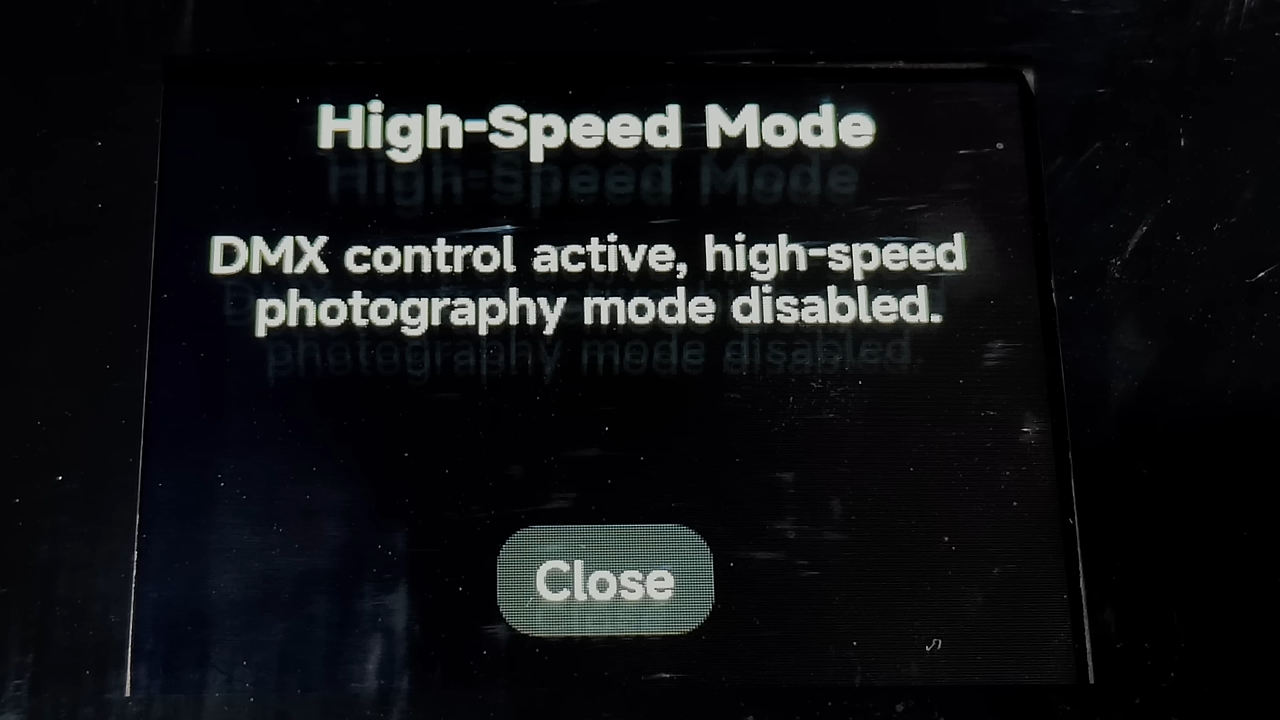 High-Speed Mode
DMX control active, high-speed
photography mode disabled.
Close